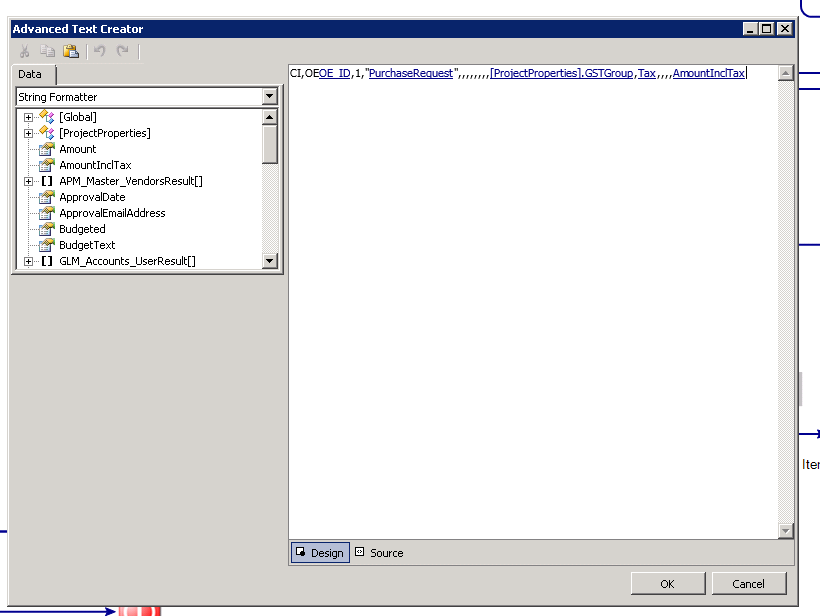 Advanced Text Creator
Data
CI,OEOE_ID,1,"PurchaseRequest",,,,,,,,[ProjectProperties].GSTGroup,Tax,,,,AmountInclTax
String Formatter
[Global]
[ProjectProperties]
Amount
AmountInclTax
[] APM_Master_VendorsResult[]
ApprovalDate
ApprovalEmailAddress
Budgeted
BudgetText
[] GLM_Accounts_UserResult[]
Design Source
OK Cancel